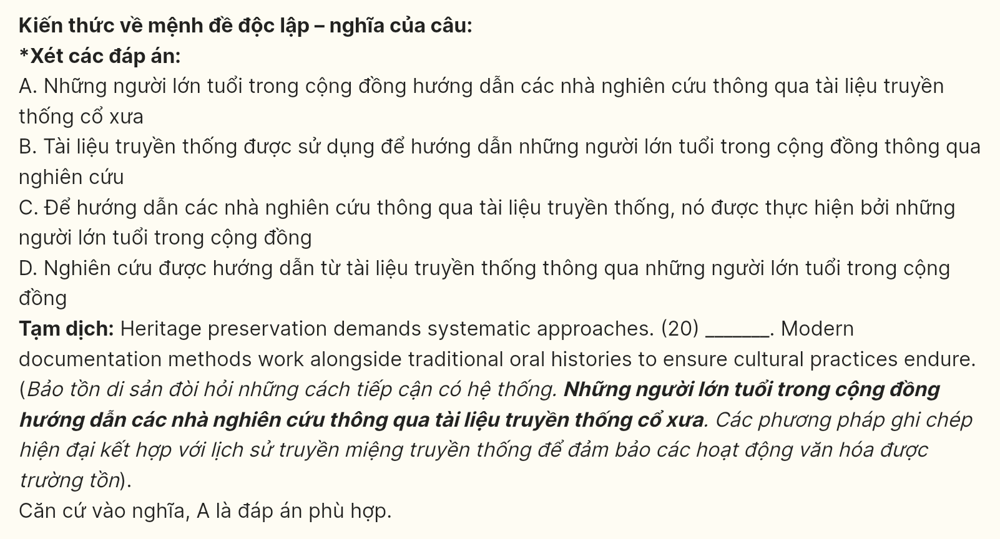 Kiến thức về mệnh đề độc lập – nghĩa của câu:
*Xét các đáp án:
A. Những người lớn tuổi trong cộng đồng hướng dẫn các nhà nghiên cứu thông qua tài liệu truyền
thống cổ xưa
B. Tài liệu truyền thống được sử dụng để hướng dẫn những người lớn tuổi trong cộng đồng thông qua
nghiên cứu
C. Để hướng dẫn các nhà nghiên cứu thông qua tài liệu truyền thống, nó được thực hiện bởi những
người lớn tuổi trong cộng đồng
D. Nghiên cứu được hướng dẫn từ tài liệu truyền thống thông qua những người lớn tuổi trong cộng
đồng
Tạm dịch: Heritage preservation demands systematic approaches. (20) _______. Modern
documentation methods work alongside traditional oral histories to ensure cultural practices endure.
(Bảo tồn di sản đòi hỏi những cách tiếp cận có hệ thống. Những người lớn tuổi trong cộng đồng
hướng dẫn các nhà nghiên cứu thông qua tài liệu truyền thống cổ xưa. Các phương pháp ghi chép
hiện đại kết hợp với lịch sử truyền miệng truyền thống để đảm bảo các hoạt động văn hóa được
trường tồn).
Căn cứ vào nghĩa, A là đáp án phù hợp.